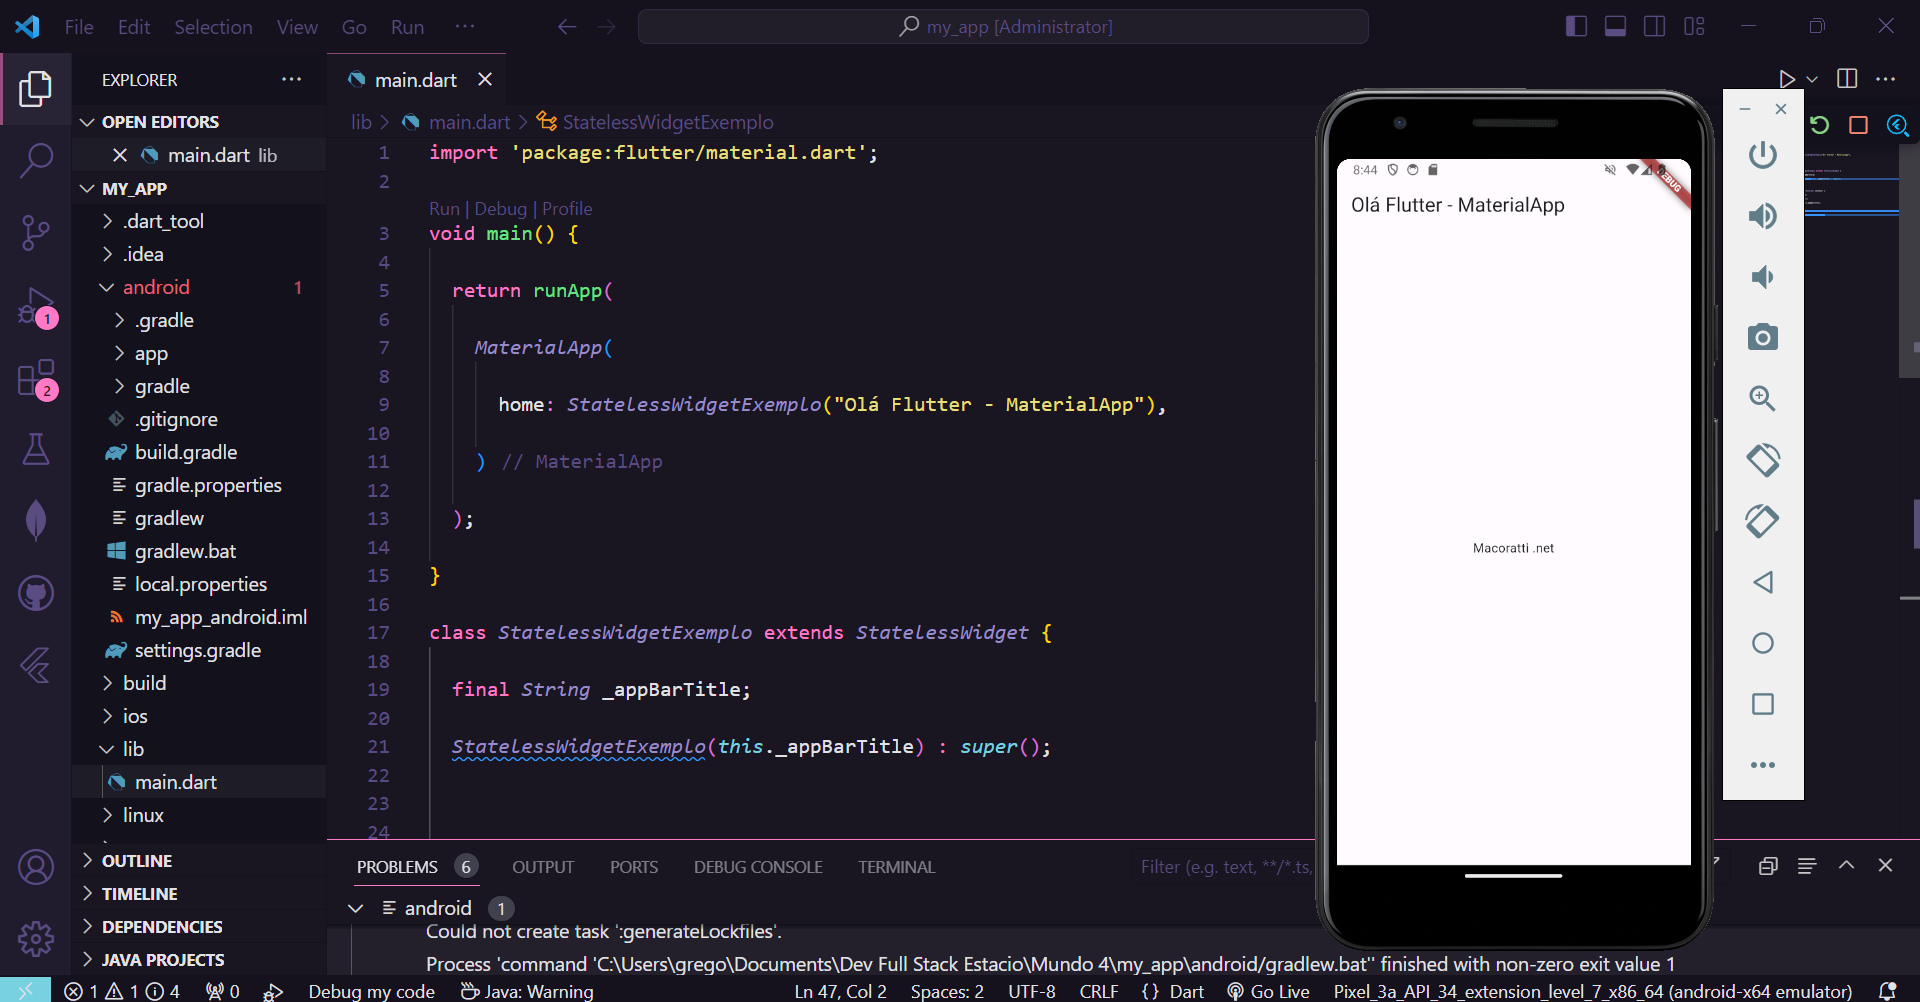 File Edit Selection View Go Run ···
my_app [Administrator]
EXPLORER
OPEN EDITORS
main.dart lib
MY_APP
.dart_tool
.idea
android 1
.gradle
app
gradle
.gitignore
build.gradle
gradle.properties
gradlew
gradlew.bat
local.properties
my_app_android.iml
settings.gradle
build
ios
lib
main.dart
linux
OUTLINE
TIMELINE
DEPENDENCIES
JAVA PROJECTS
1
2
main.dart
lib > main.dart > StatelessWidgetExemplo
1 import 'package:flutter/material.dart';
2
Run | Debug | Profile
3 void main() {
4
5 return runApp(
6
7 MaterialApp(
8
9 home: StatelessWidgetExemplo("Olá Flutter - MaterialApp"),
10
11 ) // MaterialApp
12
13 );
14
15 }
16
17 class StatelessWidgetExemplo extends StatelessWidget {
18
19 final String _appBarTitle;
20
21 StatelessWidgetExemplo(this._appBarTitle) : super();
22
23
24
8:44
Olá Flutter - MaterialApp
Macoratti .net
PROBLEMS 6 OUTPUT PORTS DEBUG CONSOLE TERMINAL
Filter (e.g. text, **/*.ts,
android 1
Could not create task ':generateLockfiles'.
Process 'command 'C:\Users\grego\Documents\Dev Full Stack Estacio\Mundo 4\my_app\android/gradlew.bat'' finished with non-zero exit value 1
1 1 4 0 Debug my code Java: Warning Ln 47, Col 2 Spaces: 2 UTF-8 CRLF {} Dart Go Live Pixel_3a_API_34_extension_level_7_x86_64 (android-x64 emulator)